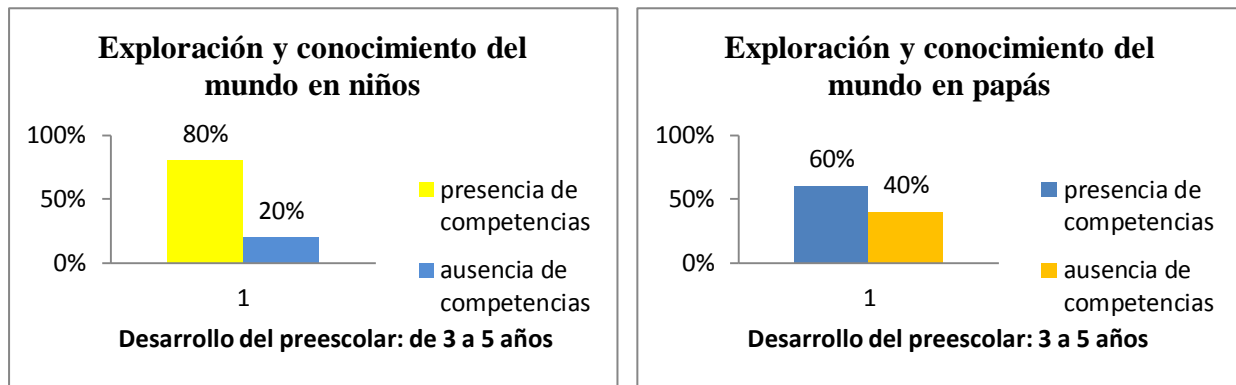 Exploración y conocimiento del
mundo en niños
100%
80%
50%
20%
0%
1
presencia de
competencias
ausencia de
competencias
Desarrollo del preescolar: de 3 a 5 años
Exploración y conocimiento del
mundo en papás
100%
60%
40%
50%
0%
1
presencia de
competencias
ausencia de
competencias
Desarrollo del preescolar: 3 a 5 años